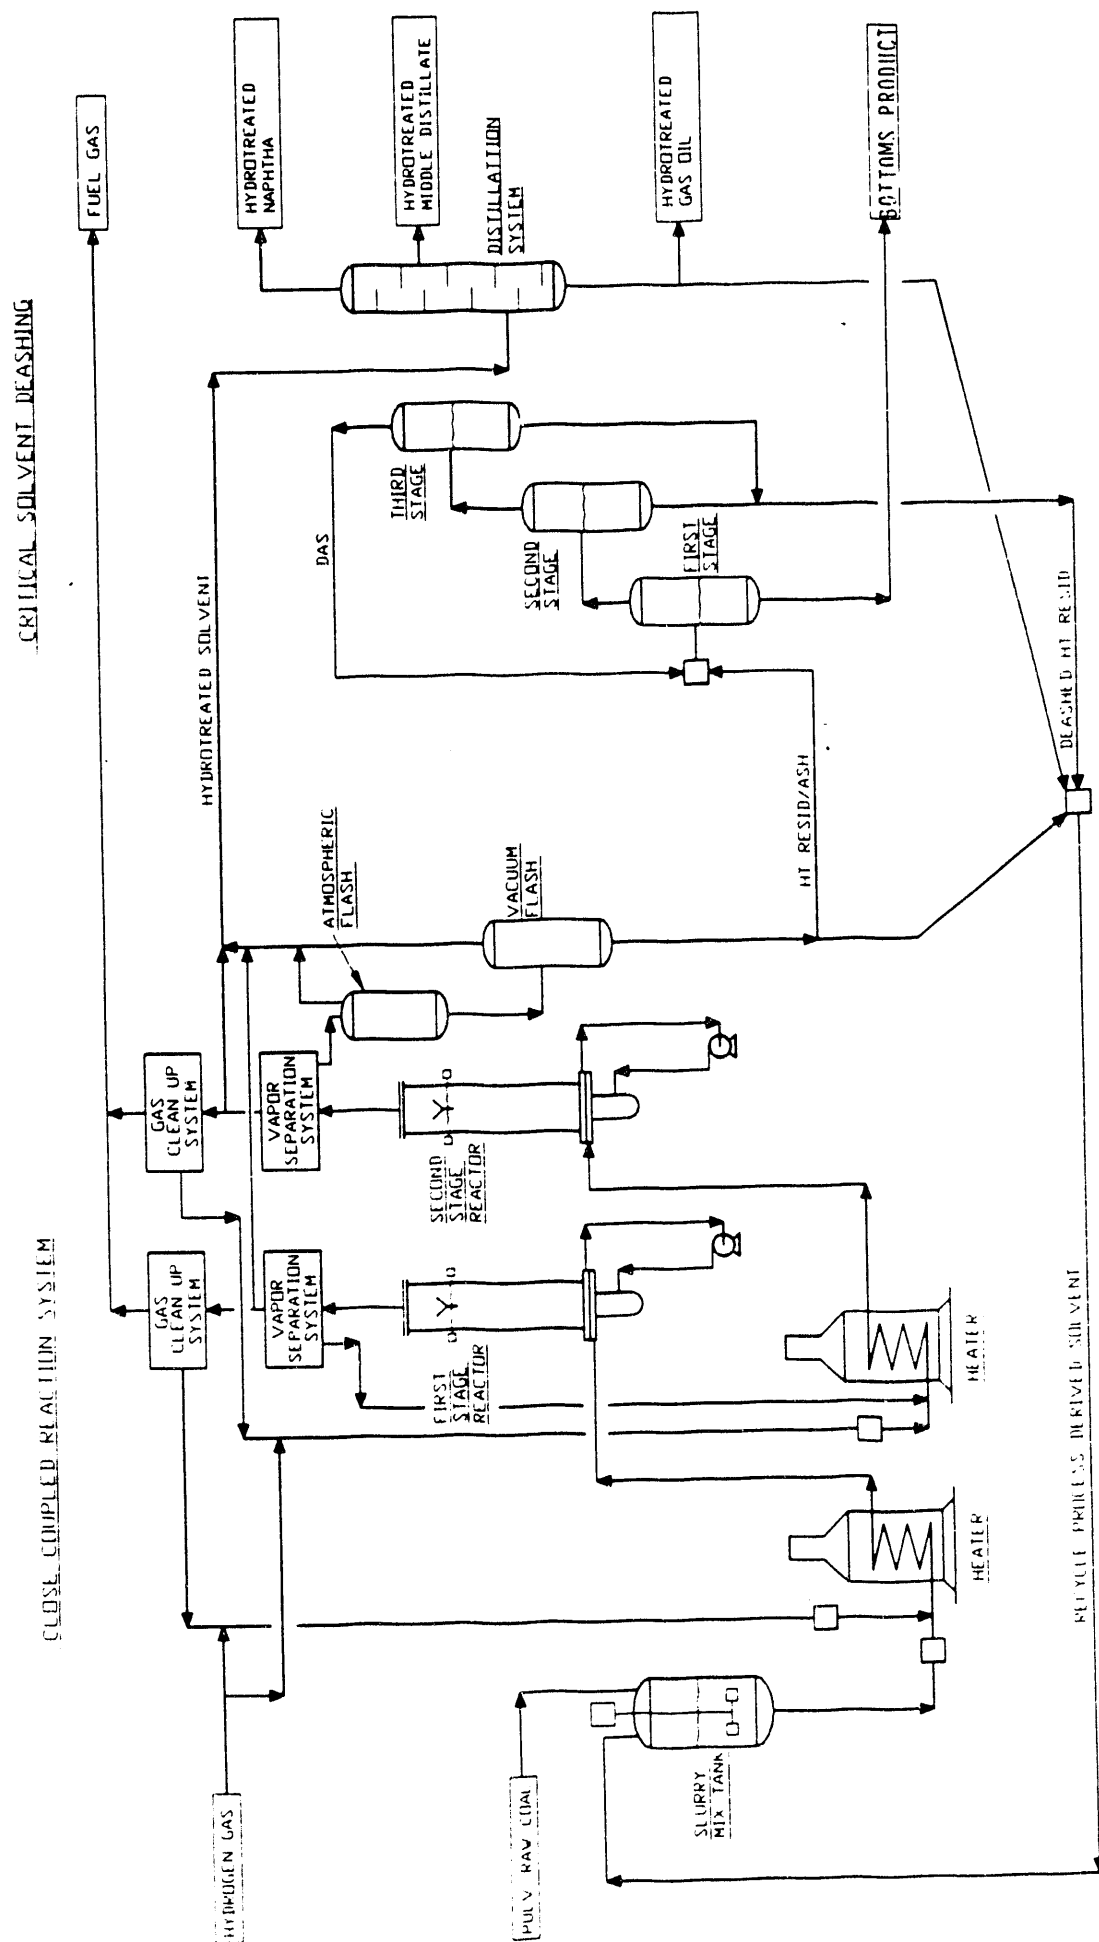 CLOSE COUPLED REACTION SYSTEM
CRITICAL SOLVENT DEASHING
HYDROGEN GAS
PULV RAW COAL
SLURRY
MIX TANK
HEATER
HEATER
GAS
CLEAN UP
SYSTEM
VAPOR
SEPARATION
SYSTEM
FIRST
STAGE
REACTOR
GAS
CLEAN UP
SYSTEM
VAPOR
SEPARATION
SYSTEM
SECOND
STAGE
REACTOR
ATMOSPHERIC
FLASH
VACUUM
FLASH
HYDROTREATED SOLVENT
HT RESID/ASH
DAS
FIRST
STAGE
SECOND
STAGE
THIRD
STAGE
DISTILLATTION
SYSTEM
FUEL GAS
HYDROTREATED
NAPHTHA
HYDROTREATED
MIDDLE DISTILLATE
HYDROTREATED
GAS OIL
BOTTOMS PRODUCT
DEASHED HT RESID
RECYCLE PROCESS DERIVED SOLVENT